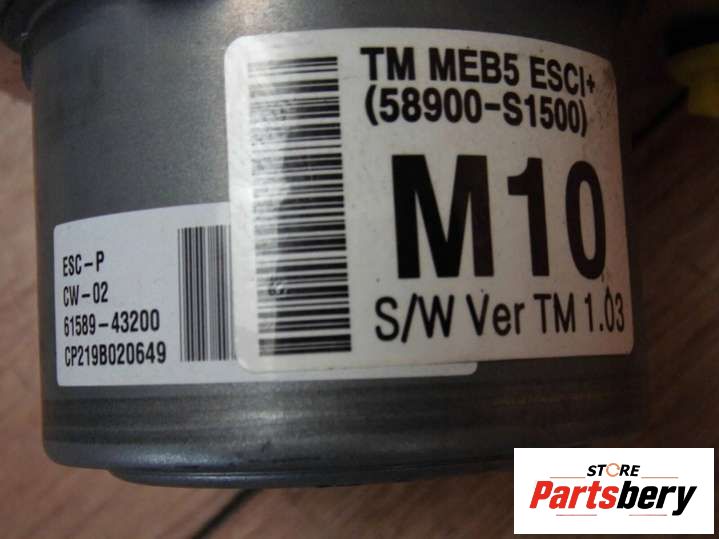 TM MEB5 ESCI+
(58900-S1500)
M10
S/W Ver TM 1.03
ESC-P
CW-02
61589-43200
CP219B020649
STORE
Partsbery